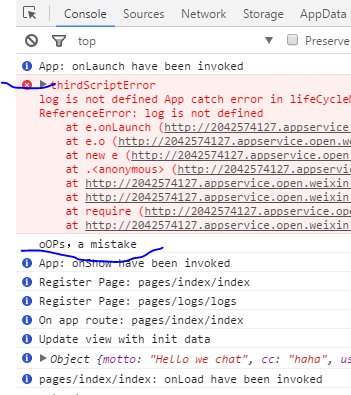 Console Sources Storage AppData
top Preserve
App: onLaunch have been invoked
thirdScriptError
log is not defined App catch error in lifeCycleM
ReferenceError: log is not defined
at e.onLaunch (http://2042574127.appservice
at e.o (http://2042574127.appservice.open.we
at new e (http://2042574127.appservice.open.
at .<anonymous> (http://2042574127.appservic
at http://2042574127.appservice.open.weixin
at http://2042574127.appservice.open.weixin
at require (http://2042574127.appservice.ope
at http://2042574127.appservice.open.weixin
oOPs,a mistake
App: onShow have been invoked
Register Page: pages/index/index
Register Page: pages/logs/logs
On app route: pages/index/index
Update view with init data
Object {motto: "Hello we chat", cc: "haha", us
pages/index/index: onLoad have been invoked